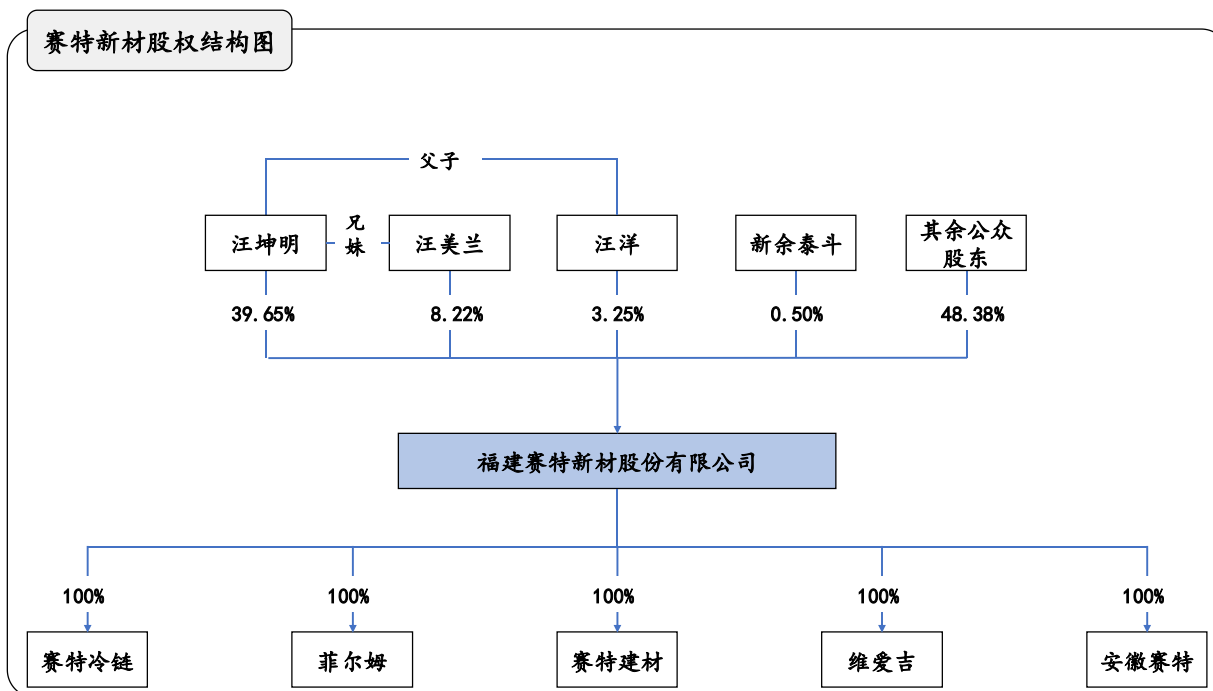 赛特新材股权结构图
父子
汪坤明
兄
妹
汪美兰
汪洋
新余泰斗
其余公众
股东
39.65%
8.22%
3.25%
0.50%
48.38%
福建赛特新材股份有限公司
100%
100%
100%
100%
100%
赛特冷链
菲尔姆
赛特建材
维爱吉
安徽赛特